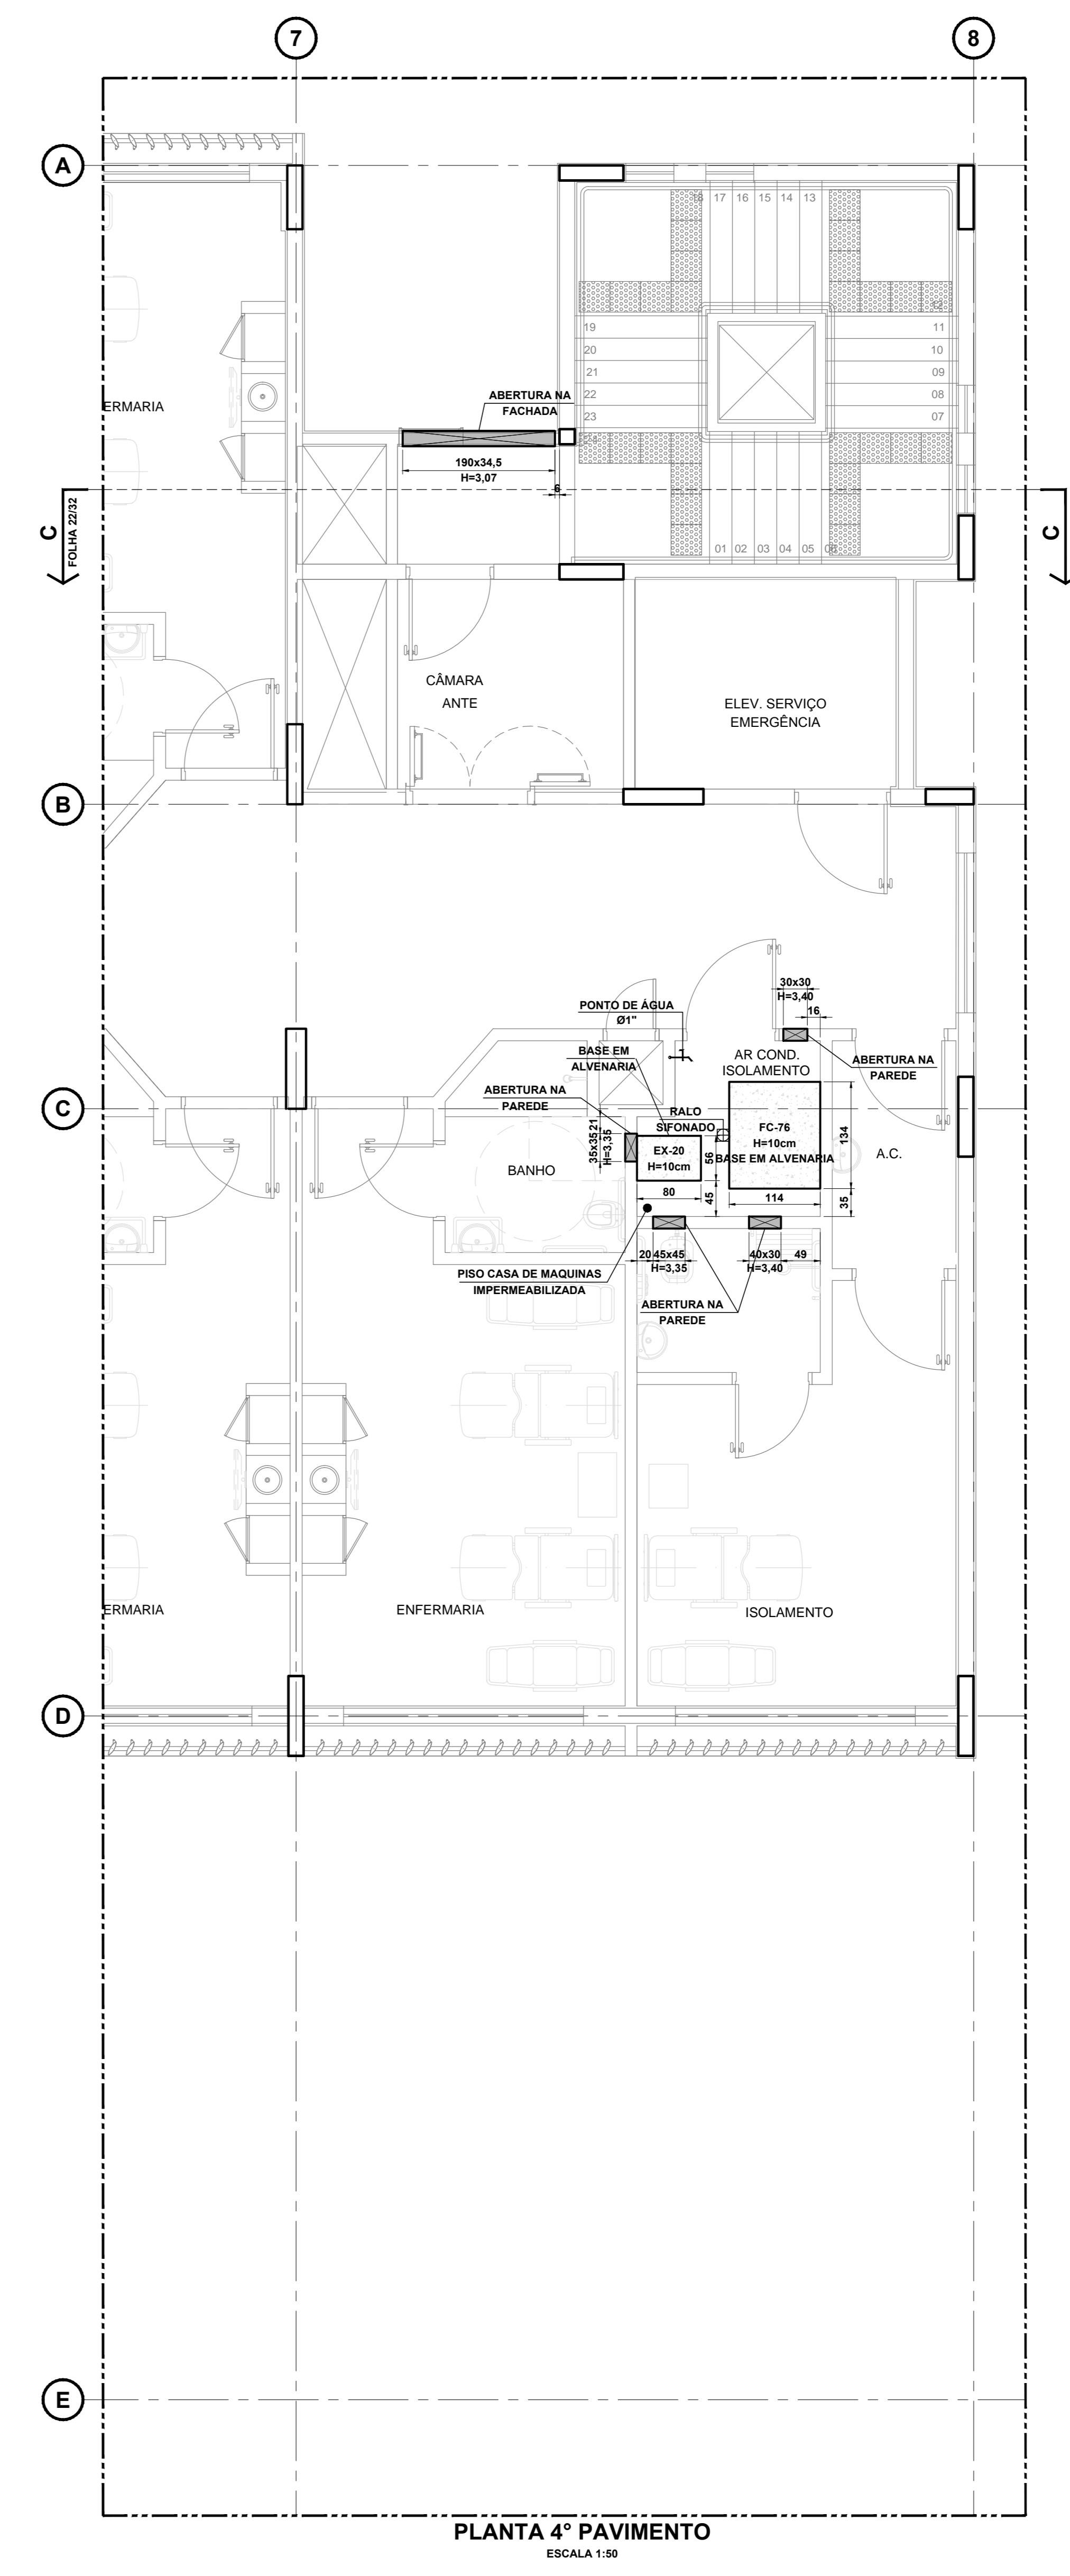 7
8
A
18
17
16
15
14
13
12
19
11
20
10
21
09
22
08
23
07
24
ERMARIA
ABERTURA NA
FACHADA
190x34,5
H=3,07
6
C
FOLHA 22/32
C
01
02
03
04
05
06
CÂMARA
ANTE
ELEV. SERVIÇO
EMERGÊNCIA
B
30x30
H=3,40
16
PONTO DE ÁGUA
Ø1"
BASE EM
ALVENARIA
AR COND.
ISOLAMENTO
ABERTURA NA
PAREDE
ABERTURA NA
PAREDE
C
RALO
SIFONADO
21
35x35
H=3,35
EX-20
H=10cm
56
FC-76
H=10cm
BASE EM ALVENARIA
134
A.C.
BANHO
80
45
114
35
20
45x45
H=3,35
40x30
H=3,40
49
PISO CASA DE MAQUINAS
IMPERMEABILIZADA
ABERTURA NA
PAREDE
ERMARIA
ENFERMARIA
ISOLAMENTO
D
E
PLANTA 4° PAVIMENTO
ESCALA 1:50